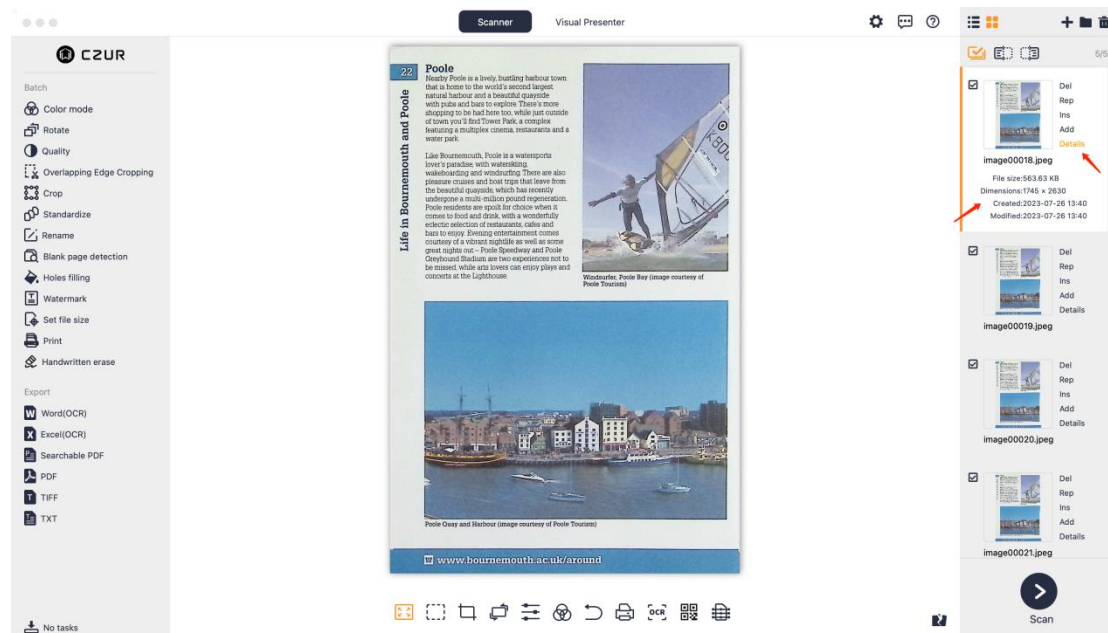 Scanner
Visual Presenter
CZUR
Batch
Color mode
Rotate
Quality
Overlapping Edge Cropping
Crop
Standardize
Rename
Blank page detection
Holes filling
Watermark
Set file size
Print
Handwritten erase
Export
Word(OCR)
Excel(OCR)
Searchable PDF
PDF
TIFF
TXT
No tasks
22
Life in Bournemouth and Poole
Poole
Nearby Poole is a lively, bustling harbour town
that is home to the world's second largest
natural harbour and a beautiful quayside
with pubs and bars to explore. There's more
shopping to be had here too, while just outside
of town you'll find Tower Park, a complex
featuring a multiplex cinema, restaurants and a
water park.
Like Bournemouth, Poole is a watersports
lover's paradise, with waterskiing,
wakeboarding and windsurfing. There are also
pleasure cruises and boat trips that leave from
the beautiful quayside, which has recently
undergone a multi-million pound regeneration.
Poole residents are spoilt for choice when it
comes to food and drink, with a wonderfully
eclectic selection of restaurants, cafes and
bars to enjoy. Evening entertainment comes
courtesy of a vibrant nightlife as well as some
great nights out – Poole Speedway and Poole
Greyhound Stadium are two experiences not to
be missed, while arts lovers can enjoy plays and
concerts at the Lighthouse.
Windsurfer, Poole Bay (image courtesy of
Poole Tourism)
Poole Quay and Harbour (image courtesy of Poole Tourism)
www.bournemouth.ac.uk/around
OCR
5/5
Del
Rep
Ins
Add
Details
image00018.jpeg
File size:563.63 KB
Dimensions:1745 × 2630
Created:2023-07-26 13:40
Modified:2023-07-26 13:40
Del
Rep
Ins
Add
Details
image00019.jpeg
Del
Rep
Ins
Add
Details
image00020.jpeg
Del
Rep
Ins
Add
Details
image00021.jpeg
Scan